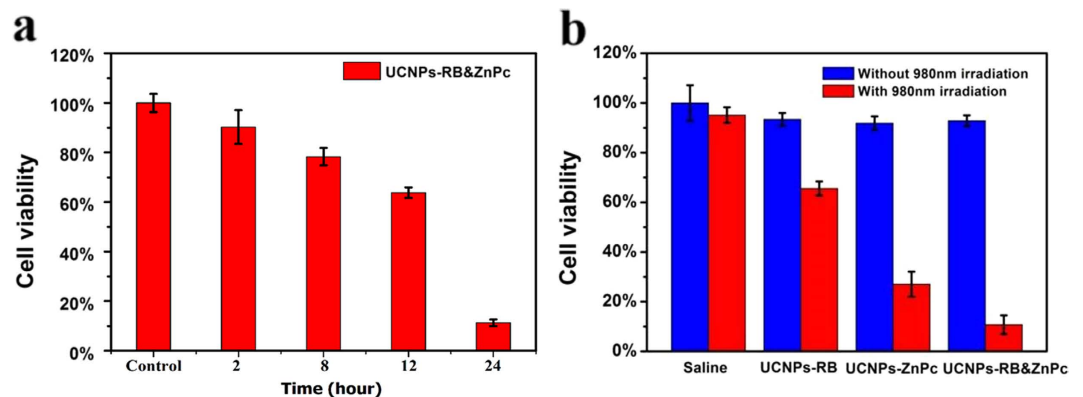 a
120%
100%
80%
60%
40%
20%
0%
Cell viability
UCNPs-RB&ZnPc
Control 2 8 12 24
Time (hour)
b
120%
100%
80%
60%
40%
20%
0%
Cell viability
Without 980nm irradiation
With 980nm irradiation
Saline UCNPs-RB UCNPs-ZnPc UCNPs-RB&ZnPc